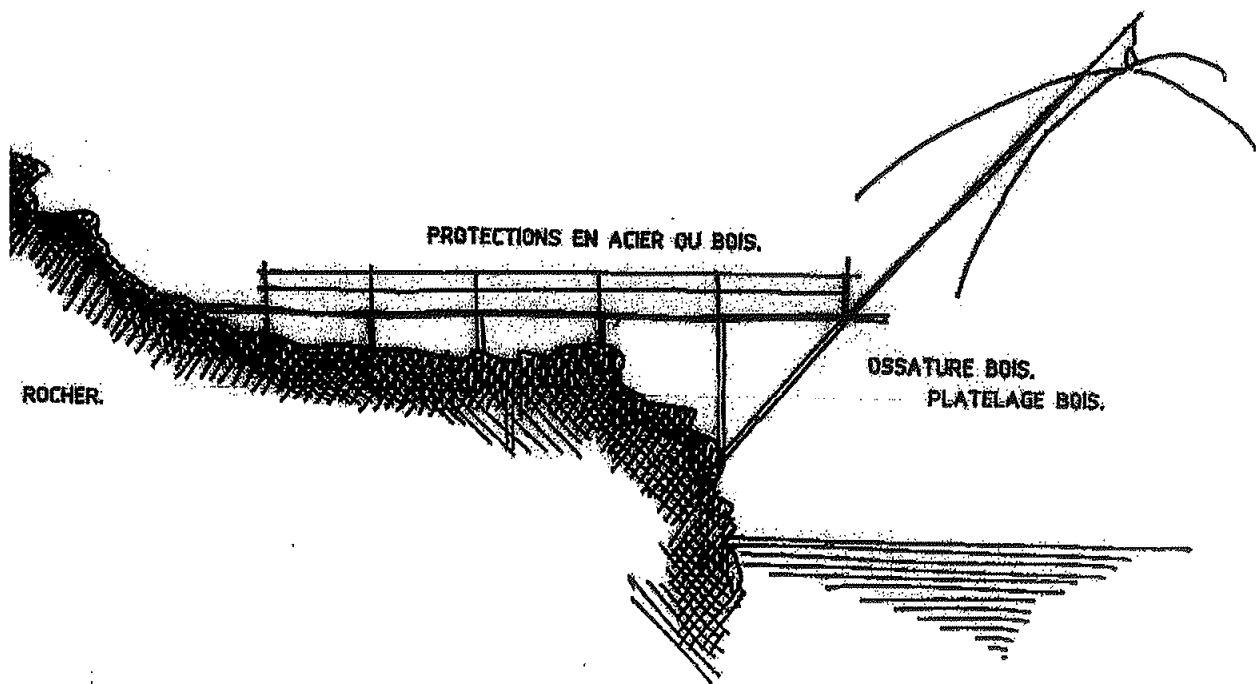 PROTECTIONS EN ACIER OU BOIS.
OSSATURE BOIS.
PLATELAGE BOIS.
ROCHER.